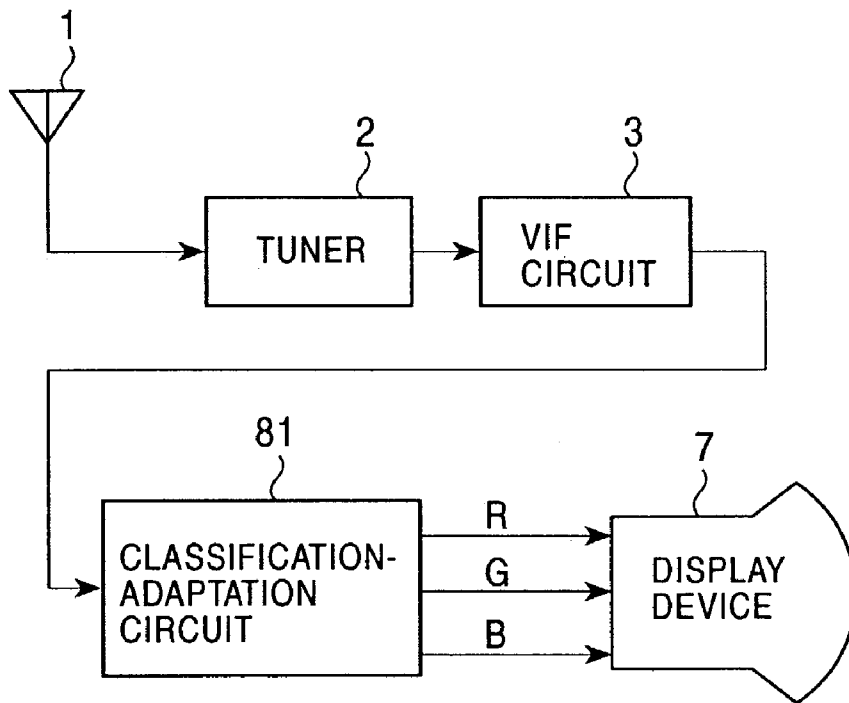 1
2
3
TUNER
VIF
CIRCUIT
81
7
CLASSIFICATION-
ADAPTATION
CIRCUIT
R
G
B
DISPLAY
DEVICE